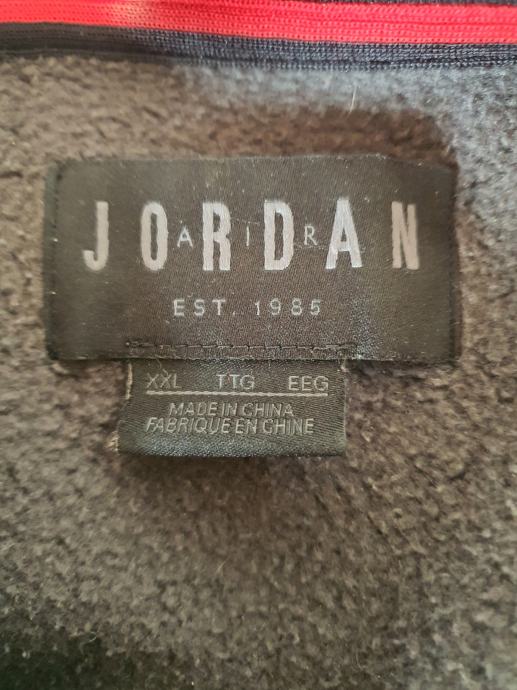 JORDAN
AIR
EST. 1985
XXL TTG EEG
MADE IN CHINA
FABRIQUE EN CHINE